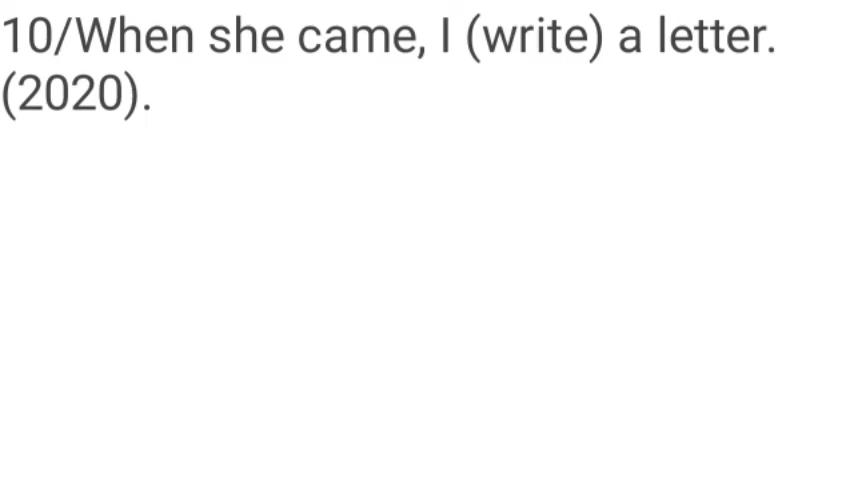 10/When she came, I (write) a letter.
(2020).